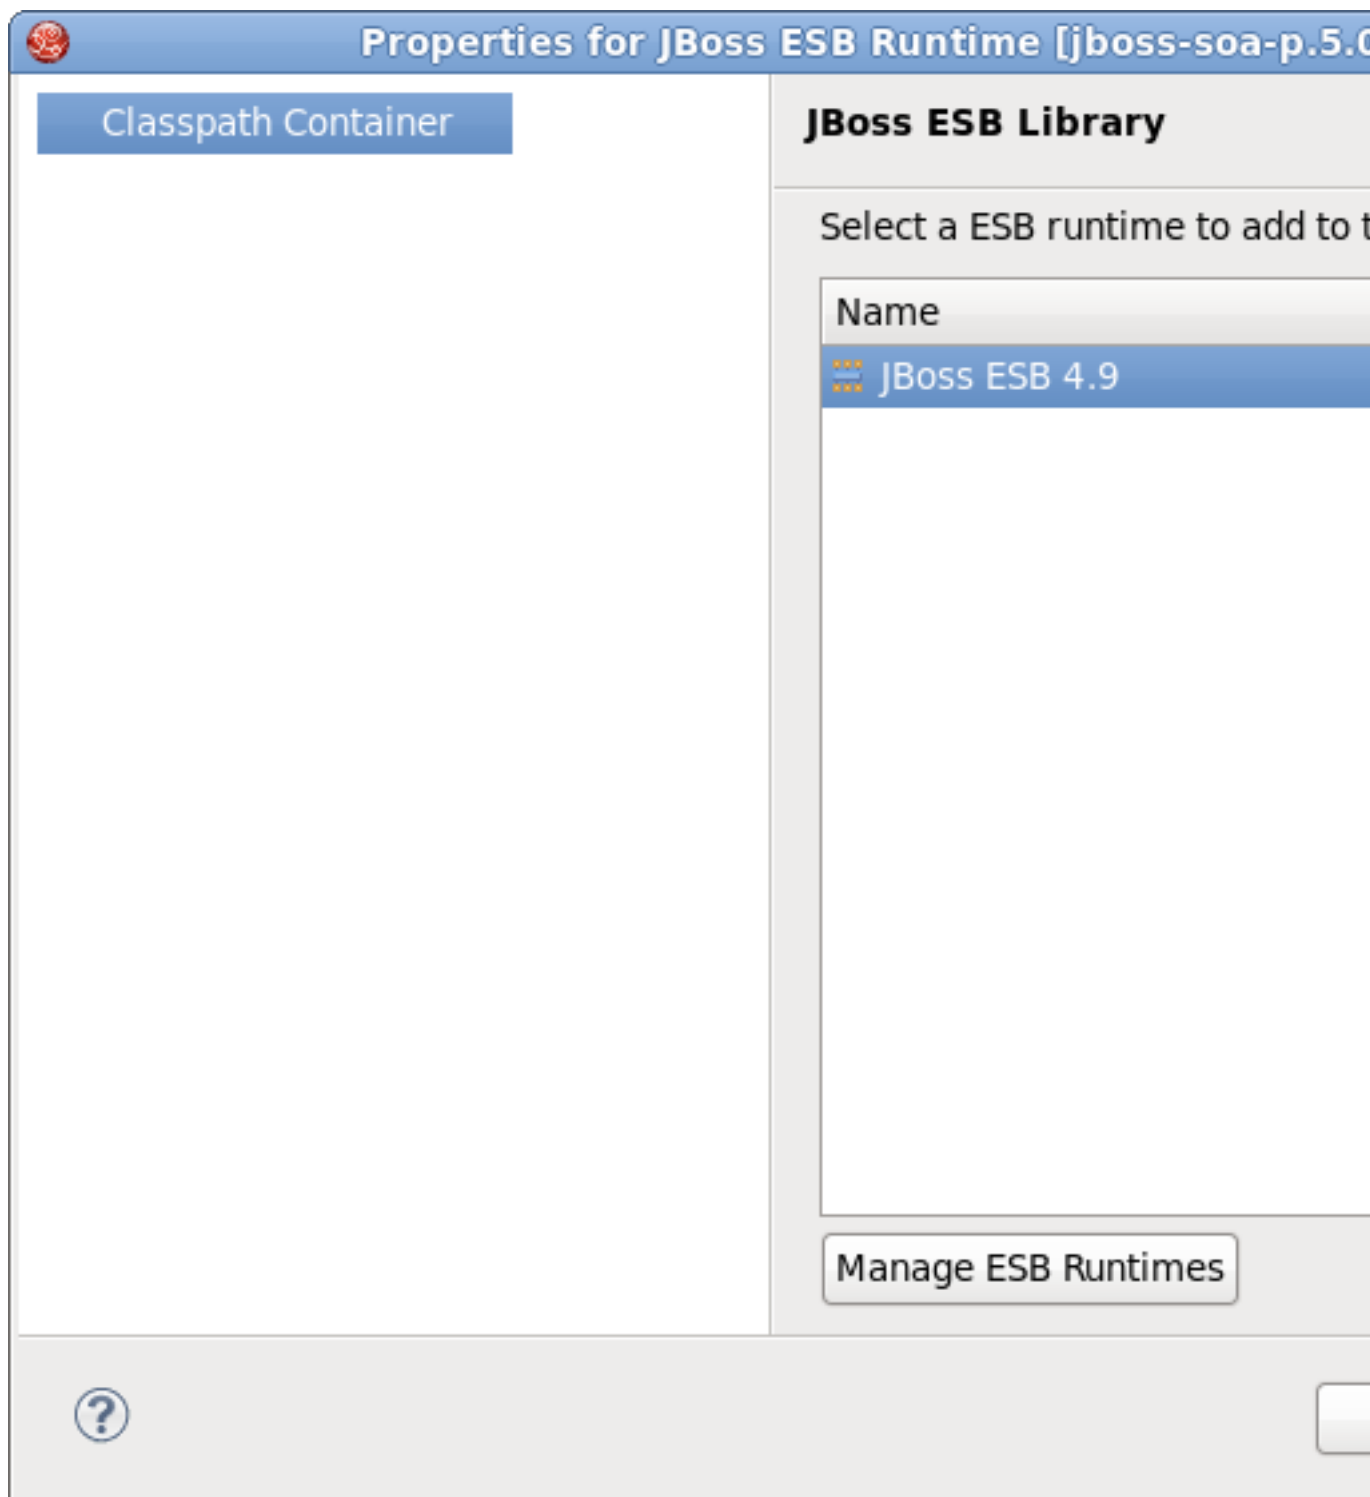 Properties for JBoss ESB Runtime [jboss-soa-p.5.0
Classpath Container
JBoss ESB Library
Select a ESB runtime to add to
Name
JBoss ESB 4.9
Manage ESB Runtimes
?